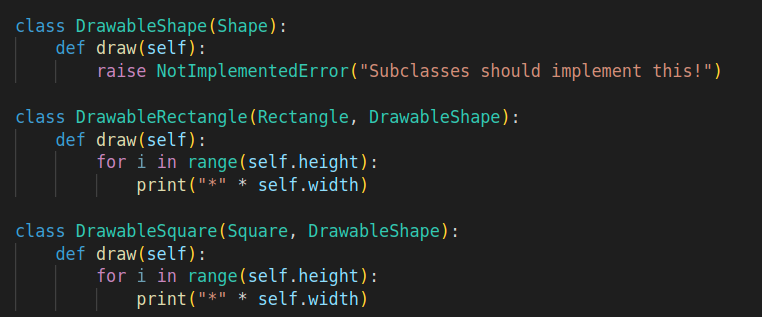 class DrawableShape(Shape):
    def draw(self):
        raise NotImplementedError("Subclasses should implement this!")

class DrawableRectangle(Rectangle, DrawableShape):
    def draw(self):
        for i in range(self.height):
            print("*" * self.width)

class DrawableSquare(Square, DrawableShape):
    def draw(self):
        for i in range(self.height):
            print("*" * self.width)